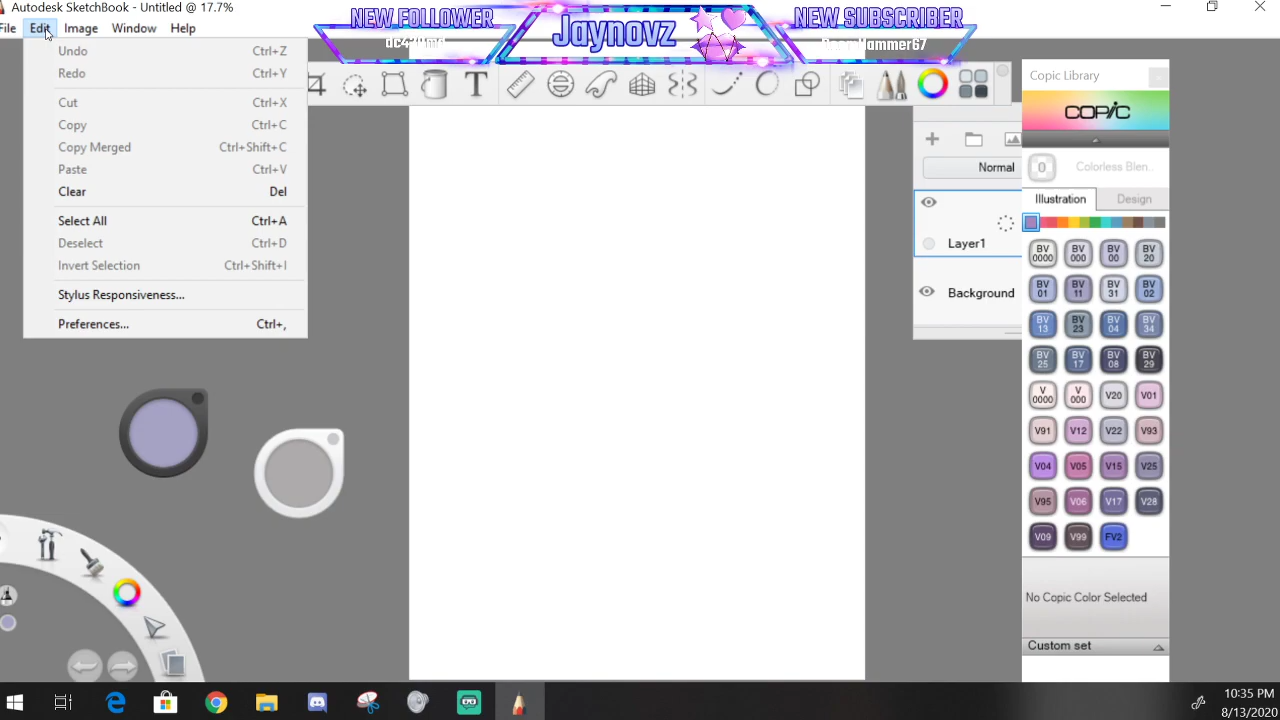 Autodesk SketchBook - Untitled @ 17.7%
File Edit Image Window Help
NEW FOLLOWER
Jaynovz
NEW SUBSCRIBER
Undo Ctrl+Z
Redo Ctrl+Y
Cut Ctrl+X
Copy Ctrl+C
Copy Merged Ctrl+Shift+C
Paste Ctrl+V
Clear Del
Select All Ctrl+A
Deselect Ctrl+D
Invert Selection Ctrl+Shift+I
Stylus Responsiveness...
Preferences... Ctrl+,
T
Normal
Layer1
Background
Copic Library
COPIC
0 Colorless Blen..
Illustration Design
BV 0000 BV 000 BV 00 BV 20
BV 01 BV 11 BV 31 BV 02
BV 13 BV 23 BV 04 BV 34
BV 25 BV 17 BV 08 BV 29
V 0000 V 000 V20 V01
V91 V12 V22 V93
V04 V05 V15 V25
V95 V06 V17 V28
V09 V99 FV2
No Copic Color Selected
Custom set
10:35 PM
8/13/2020